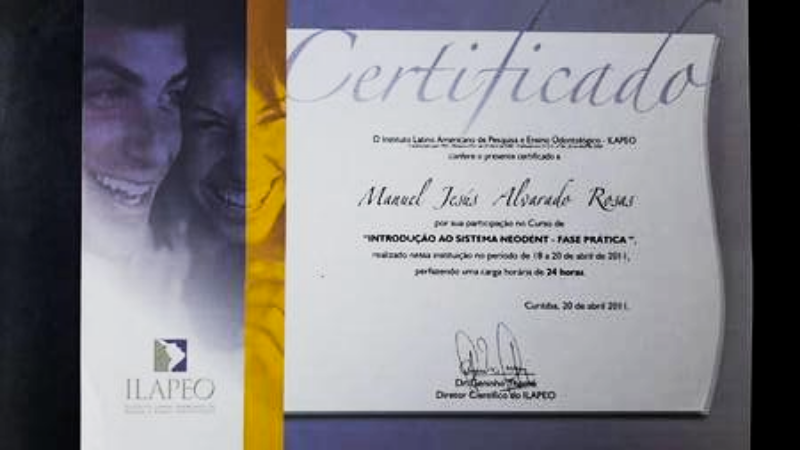 Certificado
O Instituto Latino Americano de Pesquisa e Ensino Odontológico - ILAPEO
confere o presente certificado a
Manuel Jesús Alvarado Rosas
por sua participação no Curso de
"INTRODUÇÃO AO SISTEMA NEODENT - FASE PRÁTICA ",
realizado nessa instituição no período de 18 a 20 de abril de 2011,
perfazendo uma carga horária de 24 horas.
Curitiba, 20 de abril 2011.
Dr. Geninho Thomé
Diretor Científico do ILAPEO
ILAPEO